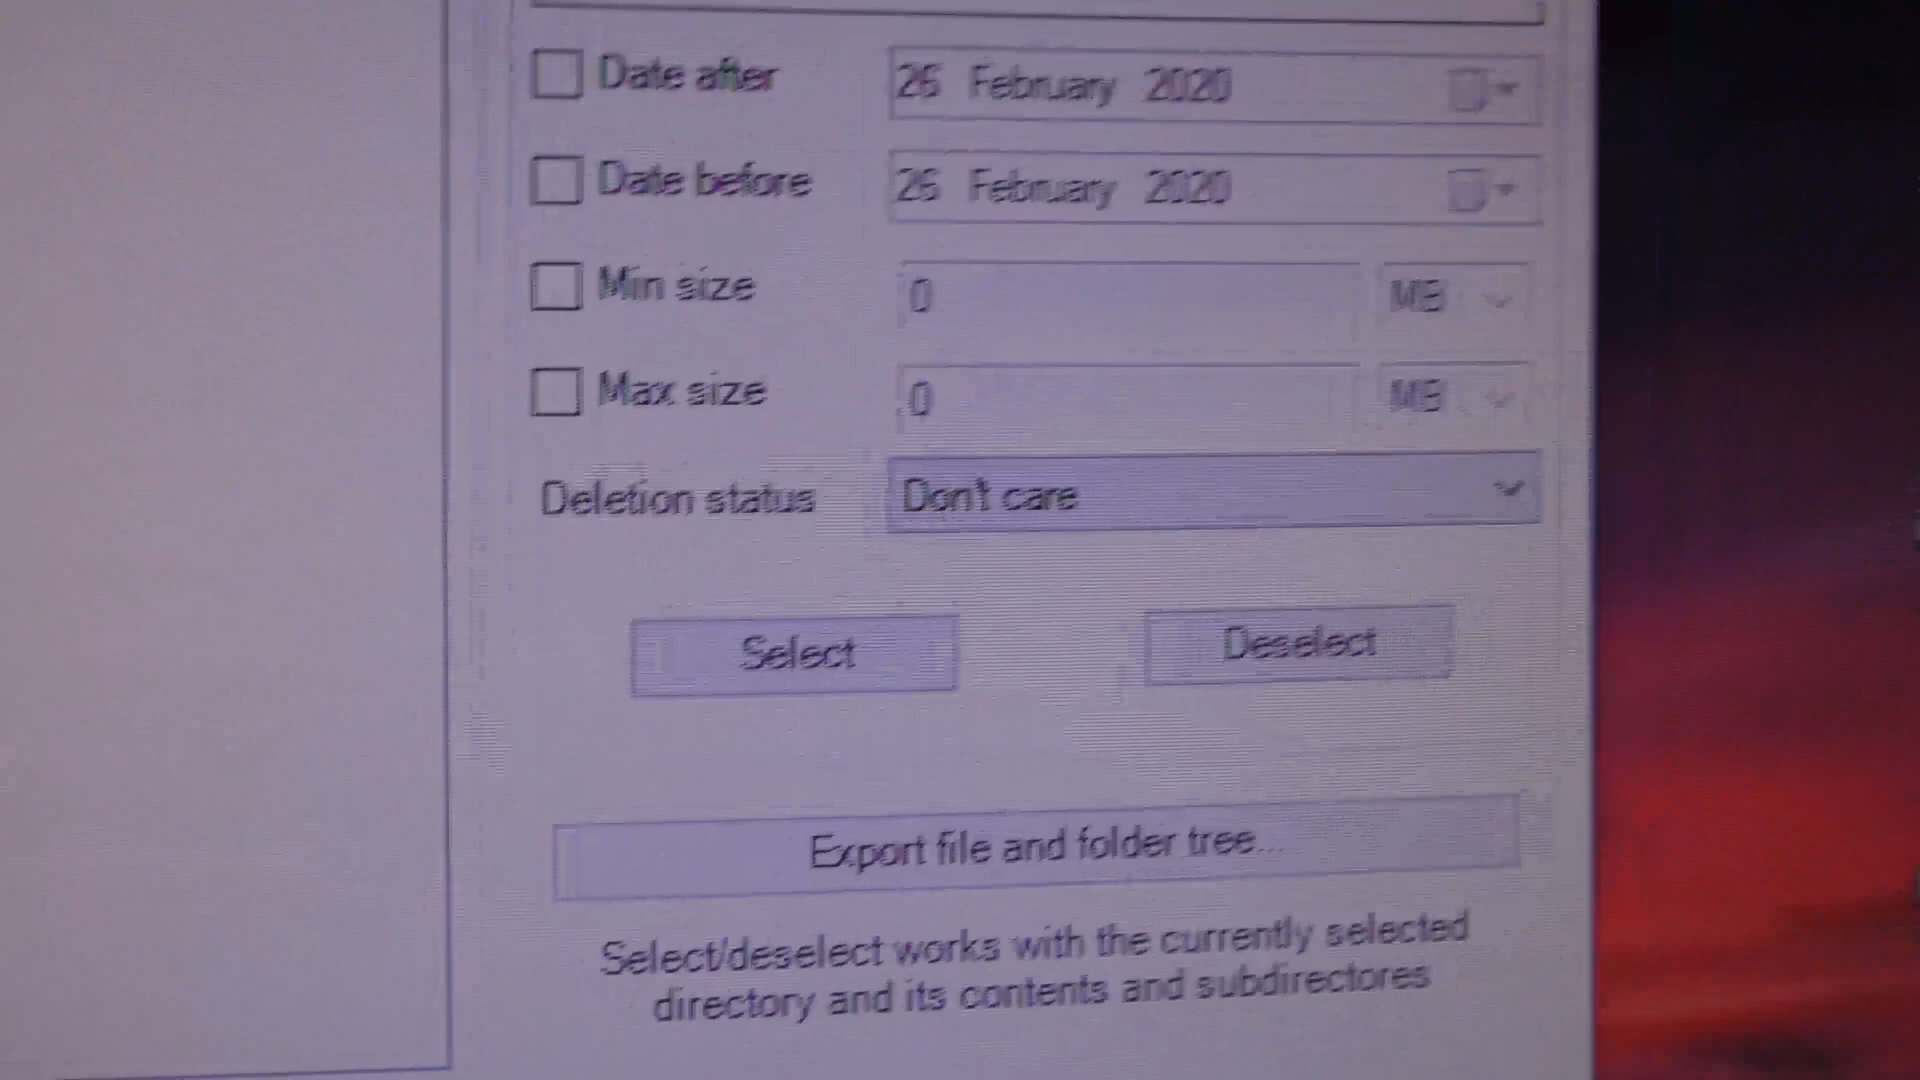 Date after 26 February 2020
Date before 26 February 2020
Min size 0 MB
Max size 0 MB
Deletion status Don't care
Select Deselect
Export file and folder tree...
Select/deselect works with the currently selected
directory and its contents and subdirectores